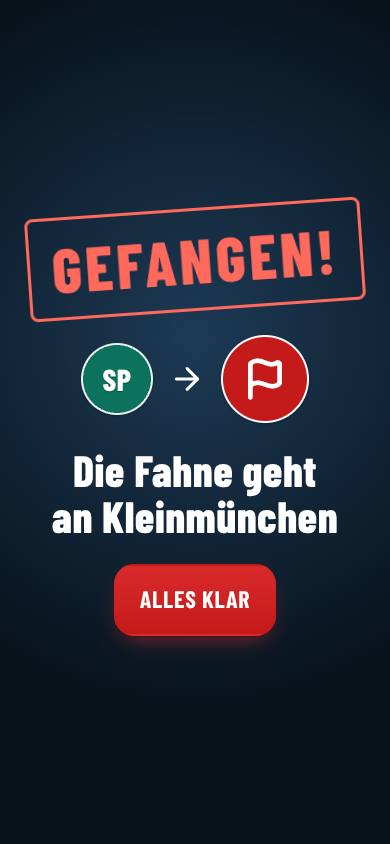 GEFANGEN!
SP
Die Fahne geht
an Kleinmünchen
ALLES KLAR